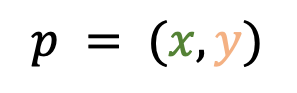 p = (x,y)